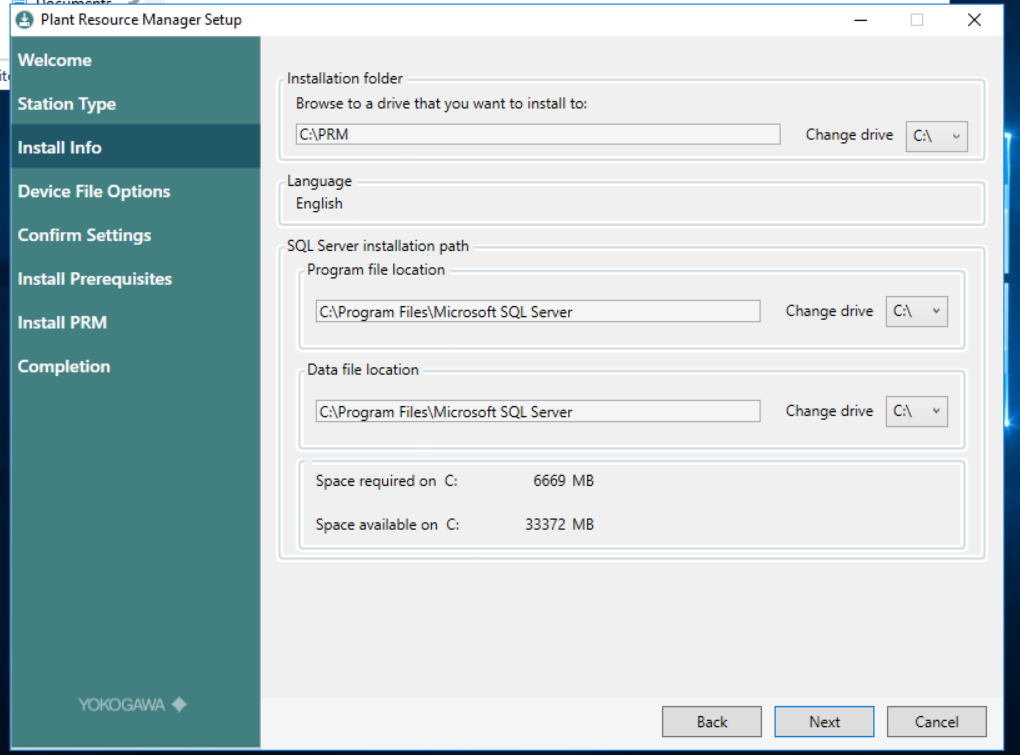 Documents
Plant Resource Manager Setup
Welcome
Station Type
Install Info
Device File Options
Confirm Settings
Install Prerequisites
Install PRM
Completion
YOKOGAWA
Installation folder
Browse to a drive that you want to install to:
C:\PRM
Change drive C:\
Language
English
SQL Server installation path
Program file location
C:\Program Files\Microsoft SQL Server
Change drive C:\
Data file location
C:\Program Files\Microsoft SQL Server
Change drive C:\
Space required on C: 6669 MB
Space available on C: 33372 MB
Back Next Cancel